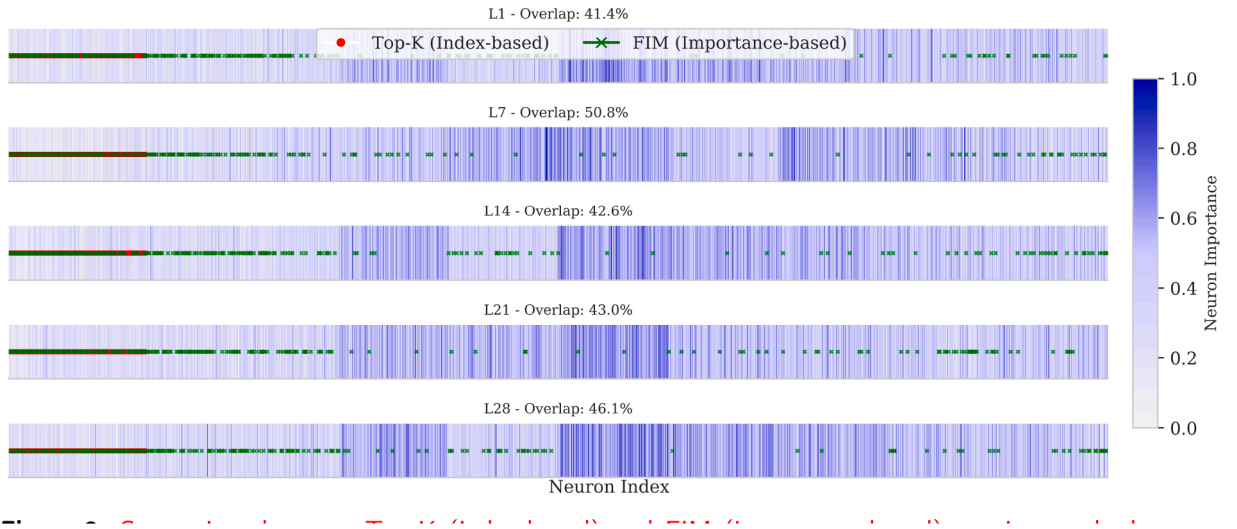 L1 - Overlap: 41.4%
Top-K (Index-based) FIM (Importance-based)
L7 - Overlap: 50.8%
L14 - Overlap: 42.6%
L21 - Overlap: 43.0%
L28 - Overlap: 46.1%
Neuron Index
1.0
0.8
0.6
0.4
0.2
0.0
Neuron Importance